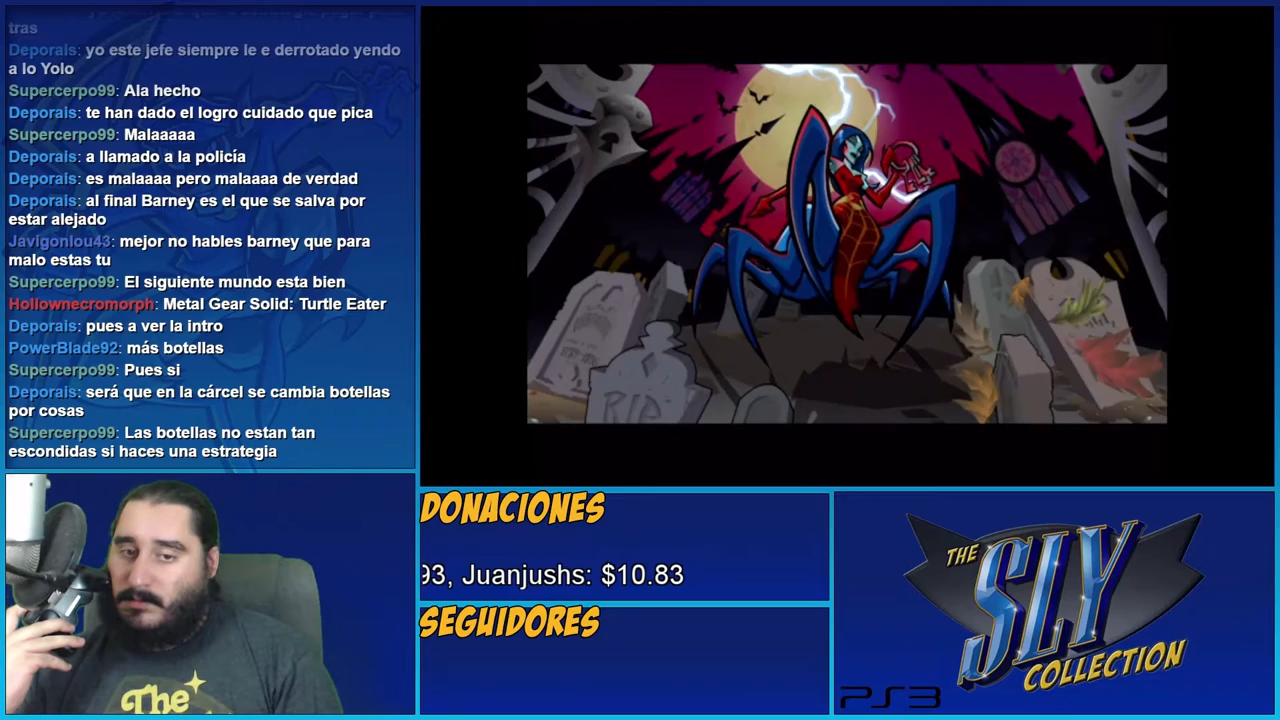 tras
Deporais: yo este jefe siempre le e derrotado yendo
a lo Yolo
Supercerpo99: Ala hecho
Deporais: te han dado el logro cuidado que pica
Supercerpo99: Malaaaaa
Deporais: a llamado a la policía
Deporais: es malaaaa pero malaaaa de verdad
Deporais: al final Barney es el que se salva por
estar alejado
Javigonlou43: mejor no hables barney que para
malo estas tu
Supercerpo99: El siguiente mundo esta bien
Hollownecromorph: Metal Gear Solid: Turtle Eater
Deporais: pues a ver la intro
PowerBlade92: más botellas
Supercerpo99: Pues si
Deporais: será que en la cárcel se cambia botellas
por cosas
Supercerpo99: Las botellas no estan tan
escondidas si haces una estrategia
RIP
DONACIONES
93, Juanjushs: $10.83
SEGUIDORES
THE
SLY
COLLECTION
PS3
The